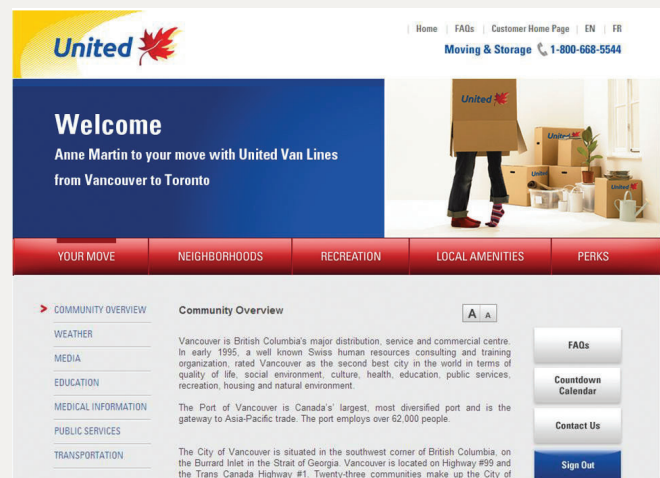 United
Home | FAQs | Customer Home Page | EN | FR
Moving & Storage 1-800-668-5544
Welcome
Anne Martin to your move with United Van Lines
from Vancouver to Toronto
United
United
United
United
YOUR MOVE
NEIGHBORHOODS
RECREATION
LOCAL AMENITIES
PERKS
COMMUNITY OVERVIEW
WEATHER
MEDIA
EDUCATION
MEDICAL INFORMATION
PUBLIC SERVICES
TRANSPORTATION
Community Overview
A A
Vancouver is British Columbia's major distribution, service and commercial centre.
In early 1995, a well known Swiss human resources consulting and training
organization, rated Vancouver as the second best city in the world in terms of
quality of life, social environment, culture, health, education, public services,
recreation, housing and natural environment.
The Port of Vancouver is Canada's' largest, most diversified port and is the
gateway to Asia-Pacific trade. The port employs over 62,000 people.
The City of Vancouver is situated in the southwest corner of British Columbia, on
the Burrard Inlet in the Strait of Georgia. Vancouver is located on Highway #99 and
the Trans Canada Highway #1. Twenty-three communities make up the City of
FAQs
Countdown
Calendar
Contact Us
Sign Out